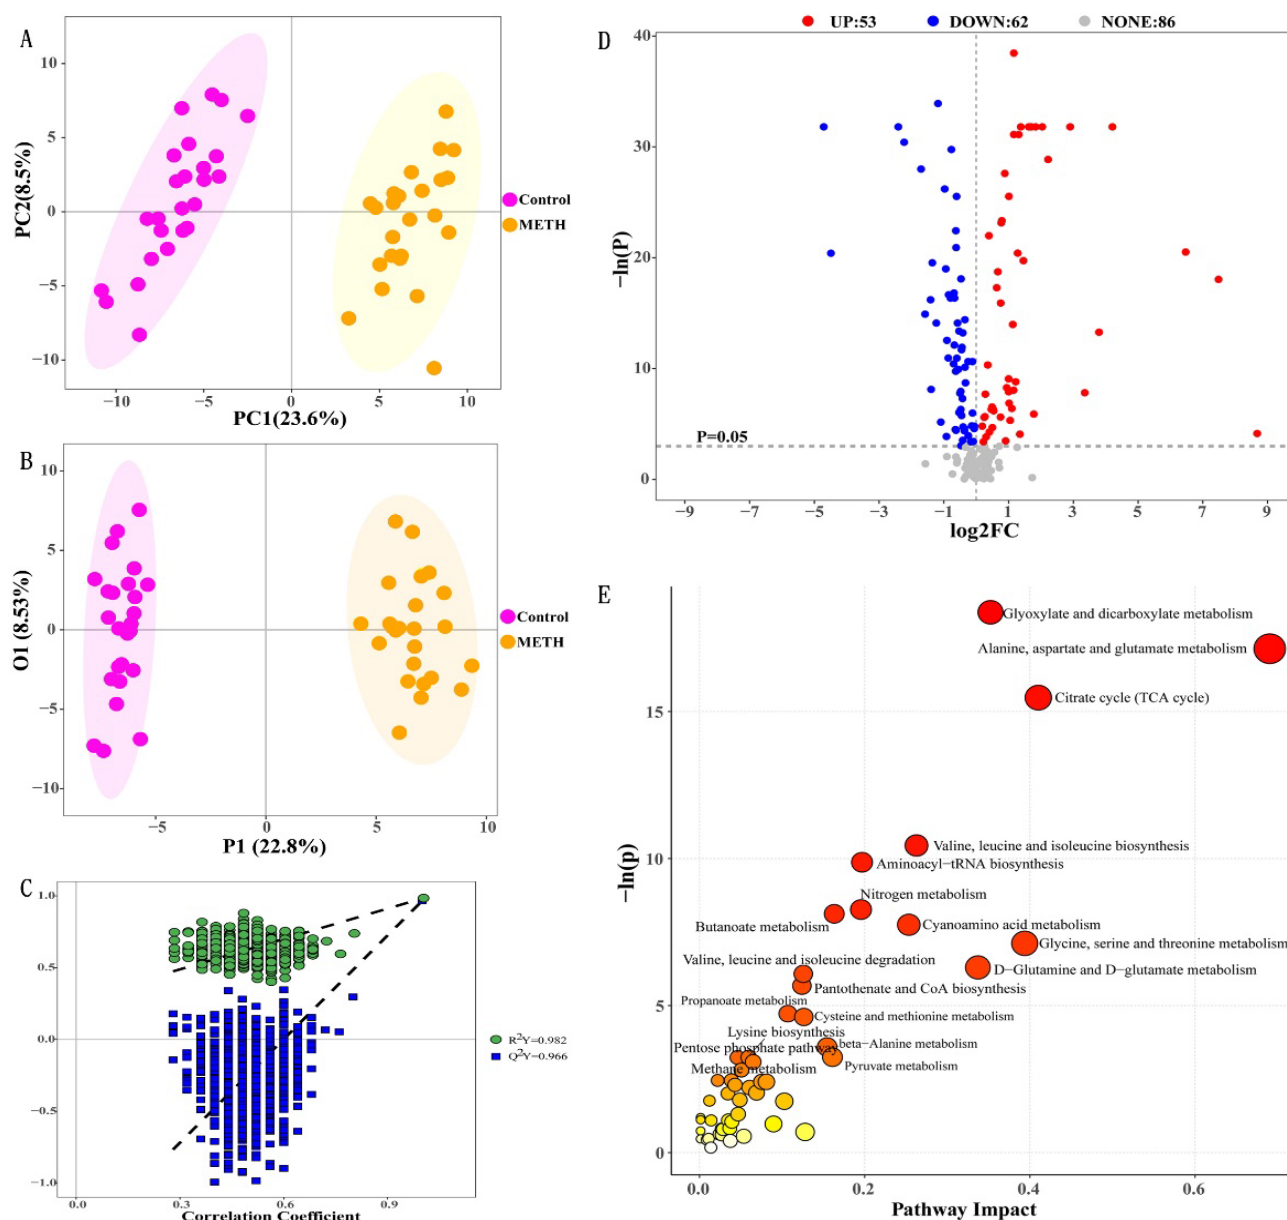 A
10
5
0
−5
−10
PC2(8.5%)
−10
−5
0
5
10
PC1(23.6%)
Control
METH
B
10
5
0
−5
−10
O1 (8.53%)
−5
0
5
10
P1 (22.8%)
Control
METH
C
1.0
0.5
0.0
−0.5
−1.0
0.0
0.3
0.6
0.9
Correlation Coefficient
R²Y=0.982
Q²Y=0.966
UP:53 DOWN:62 NONE:86
D
40
30
20
10
0
−ln(P)
P=0.05
−9
−7
−5
−3
−1
1
3
5
7
9
log2FC
E
15
10
5
0
−ln(p)
Glyoxylate and dicarboxylate metabolism
Alanine, aspartate and glutamate metabolism
Citrate cycle (TCA cycle)
Valine, leucine and isoleucine biosynthesis
Aminoacyl−tRNA biosynthesis
Nitrogen metabolism
Butanoate metabolism
Cyanoamino acid metabolism
Glycine, serine and threonine metabolism
Valine, leucine and isoleucine degradation
D−Glutamine and D−glutamate metabolism
Pantothenate and CoA biosynthesis
Propanoate metabolism
Cysteine and methionine metabolism
Lysine biosynthesis
Pentose phosphate pathway
beta−Alanine metabolism
Methane metabolism
Pyruvate metabolism
0.0
0.2
0.4
0.6
Pathway Impact